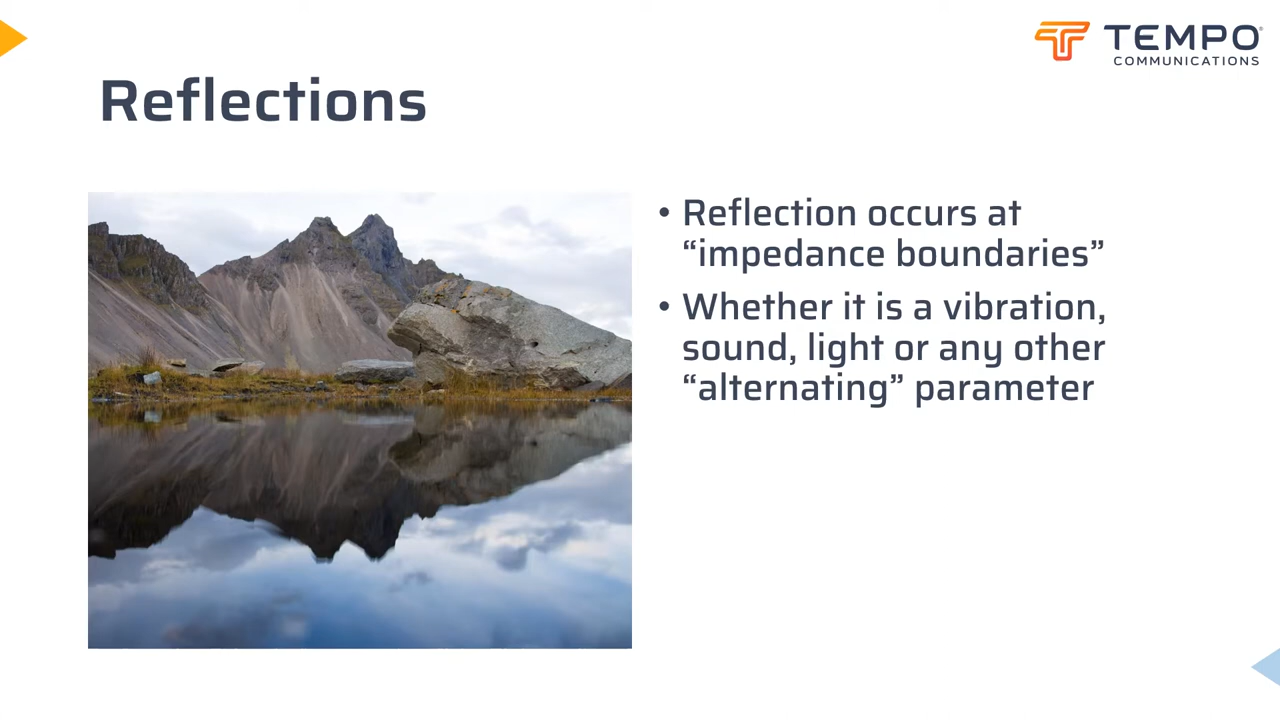 TEMPO
COMMUNICATIONS
Reflections
• Reflection occurs at
“impedance boundaries”
• Whether it is a vibration,
sound, light or any other
“alternating” parameter